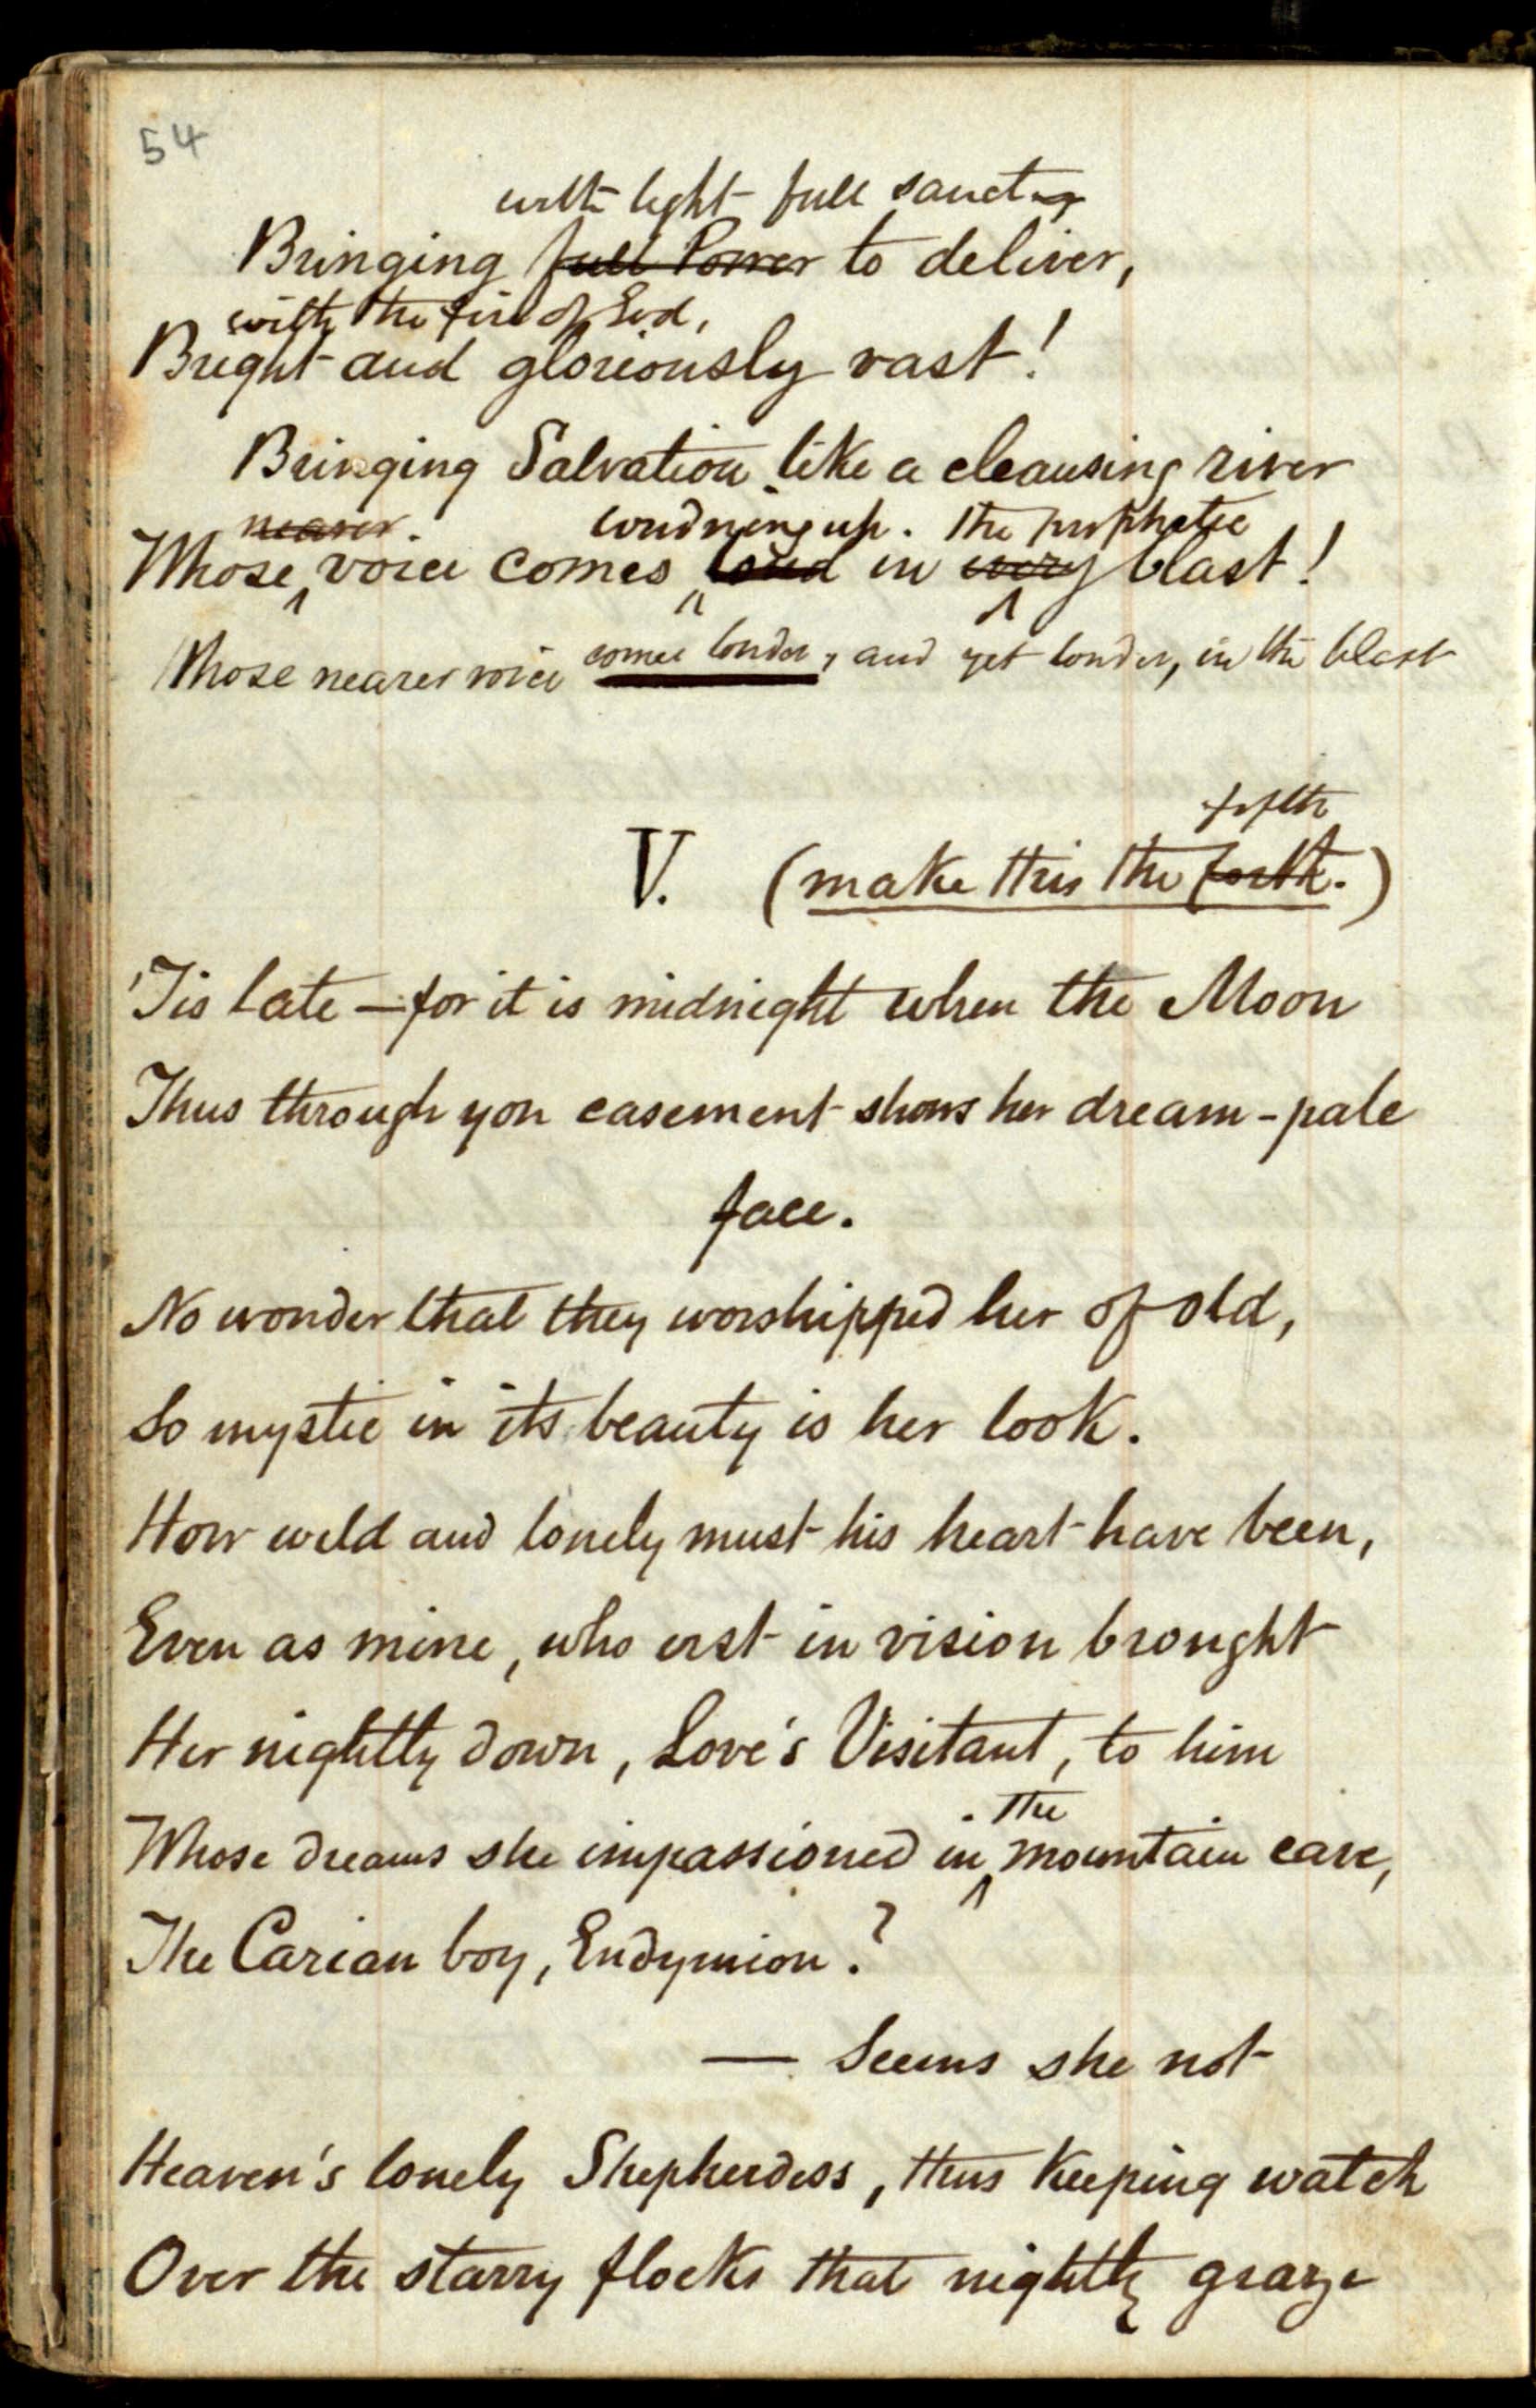 54
with light full sanct
Bringing full Power to deliver,
with the fire of God,
Bright and gloriously vast!
Bringing Salvation like a cleansing river
nearer. loudning up. the prophetic
Whose voice comes loud in every blast!
Whose nearer voice comes louder, and yet louder, in the blast
fifth
V. (make this the forth.)
'Tis late — for it is midnight when the Moon
Thus through yon casement shows her dream-pale
face.
No wonder that they worshipped her of old,
So mystic in its beauty is her look.
How wild and lonely must his heart have been,
Even as mine, who erst in vision brought
Her nightly down, Love's Visitant, to him
the
Whose dreams she impassioned in mountain cave,
The Carian boy, Endymion?
— Seems she not
Heaven's lonely Shepherdess, thus keeping watch
Over the starry flocks that nightly graze